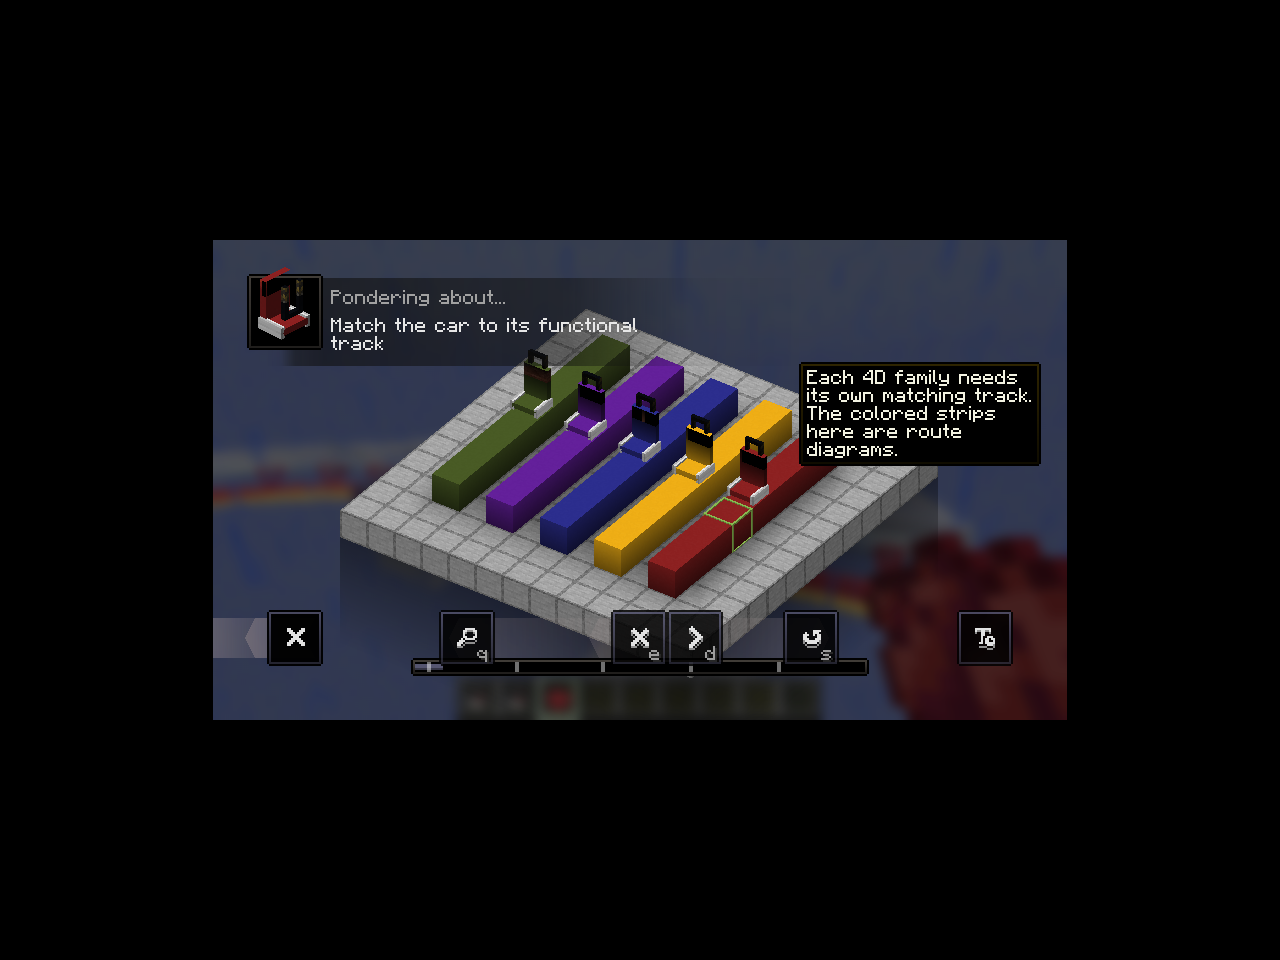 Pondering about...
Match the car to its functional
track
Each 4D family needs
its own matching track.
The colored strips
here are route
diagrams.
q
e
d
s
T